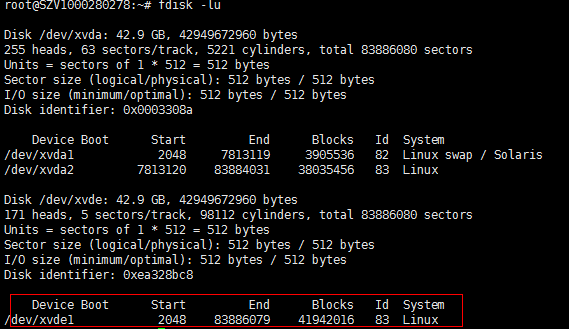 root@SZV1000280278:~# fdisk -lu
Disk /dev/xvda: 42.9 GB, 42949672960 bytes
255 heads, 63 sectors/track, 5221 cylinders, total 83886080 sectors
Units = sectors of 1 * 512 = 512 bytes
Sector size (logical/physical): 512 bytes / 512 bytes
I/O size (minimum/optimal): 512 bytes / 512 bytes
Disk identifier: 0x0003308a
Device Boot Start End Blocks Id System
/dev/xvda1 2048 7813119 3905536 82 Linux swap / Solaris
/dev/xvda2 7813120 83884031 38035456 83 Linux
Disk /dev/xvde: 42.9 GB, 42949672960 bytes
171 heads, 5 sectors/track, 98112 cylinders, total 83886080 sectors
Units = sectors of 1 * 512 = 512 bytes
Sector size (logical/physical): 512 bytes / 512 bytes
I/O size (minimum/optimal): 512 bytes / 512 bytes
Disk identifier: 0xea328bc8
Device Boot Start End Blocks Id System
/dev/xvde1 2048 83886079 41942016 83 Linux